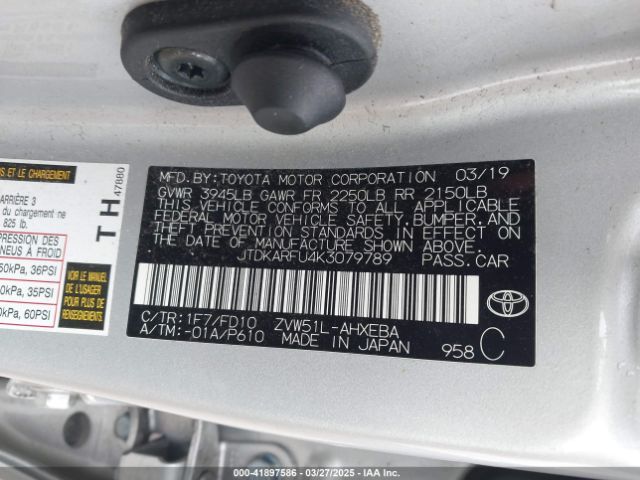 S ET LE CHARGEMENT
ARRIÈRE 3
du chargement ne
825 lb.
PRESSION DES
PNEUS À FROID
50kPa, 36PSI
0kPa, 35PSI
0kPa, 60PSI
VOIR LE MANUEL
DE L'USAGER
POUR PLUS DE
RENSEIGNEMENTS
TH 47880
MFD.BY:TOYOTA MOTOR CORPORATION 03/19
GVWR 3945LB GAWR FR 2250LB RR 2150LB
THIS VEHICLE CONFORMS TO ALL APPLICABLE
FEDERAL MOTOR VEHICLE SAFETY, BUMPER, AND
THEFT PREVENTION STANDARDS IN EFFECT ON
THE DATE OF MANUFACTURE SHOWN ABOVE.
JTDKARFU4K3079789 PASS.CAR
C/TR:1F7/FD10 ZVW51L-AHXEBA
A/TM:-01A/P610 MADE IN JAPAN
958 C
TOYOTA
000-41897586 - 03/27/2025 - IAA, Inc.